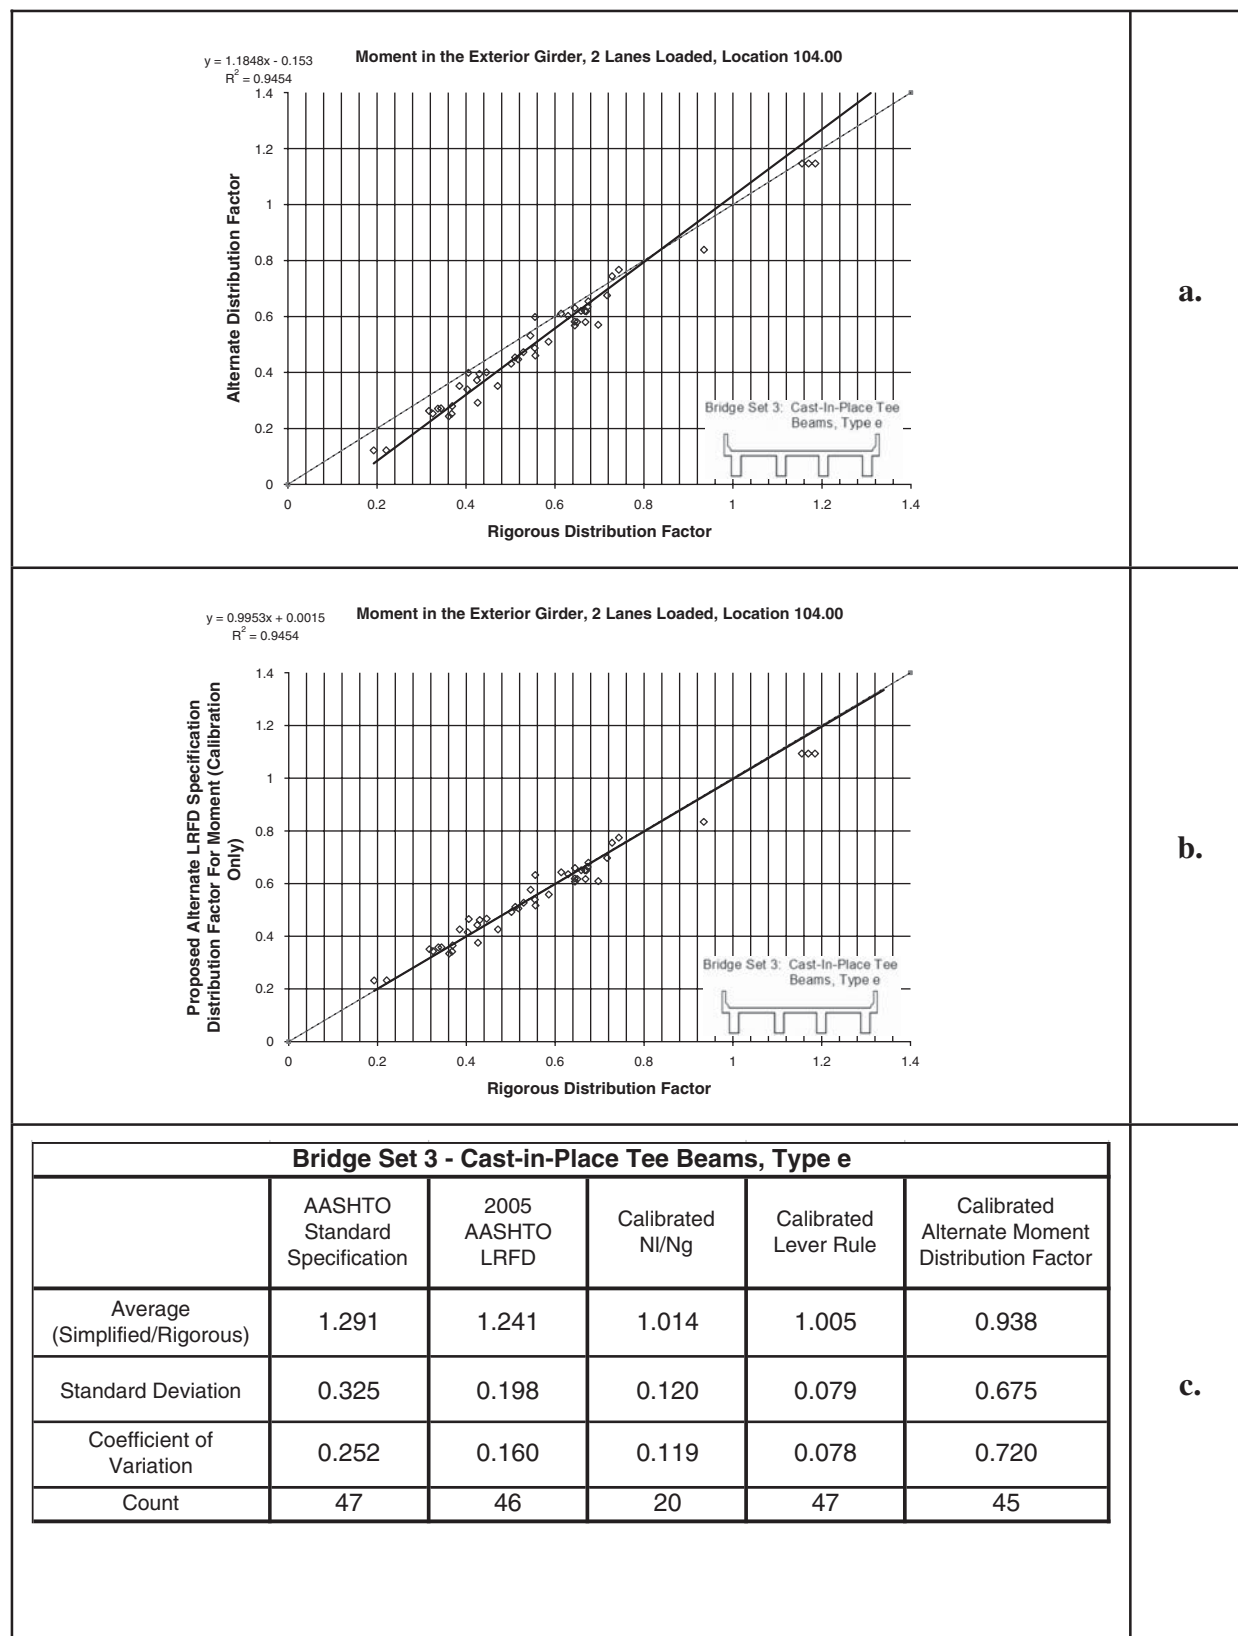 y = 1.1848x - 0.153
R2 = 0.9454
Moment in the Exterior Girder, 2 Lanes Loaded, Location 104.00
1.4
1.2
1
0.8
0.6
0.4
0.2
0
Alternate Distribution Factor
Bridge Set 3: Cast-In-Place Tee
Beams, Type e
0 0.2 0.4 0.6 0.8 1 1.2 1.4
Rigorous Distribution Factor
a.
y = 0.9953x + 0.0015
R2 = 0.9454
Moment in the Exterior Girder, 2 Lanes Loaded, Location 104.00
1.4
1.2
1
0.8
0.6
0.4
0.2
0
Proposed Alternate LRFD Specification
Distribution Factor For Moment (Calibration
Only)
Bridge Set 3: Cast-In-Place Tee
Beams, Type e
0 0.2 0.4 0.6 0.8 1 1.2 1.4
Rigorous Distribution Factor
b.
Bridge Set 3 - Cast-in-Place Tee Beams, Type e
AASHTO
Standard
Specification
2005
AASHTO
LRFD
Calibrated
Nl/Ng
Calibrated
Lever Rule
Calibrated
Alternate Moment
Distribution Factor
Average
(Simplified/Rigorous)
1.291 1.241 1.014 1.005 0.938
Standard Deviation 0.325 0.198 0.120 0.079 0.675
Coefficient of
Variation
0.252 0.160 0.119 0.078 0.720
Count 47 46 20 47 45
c.